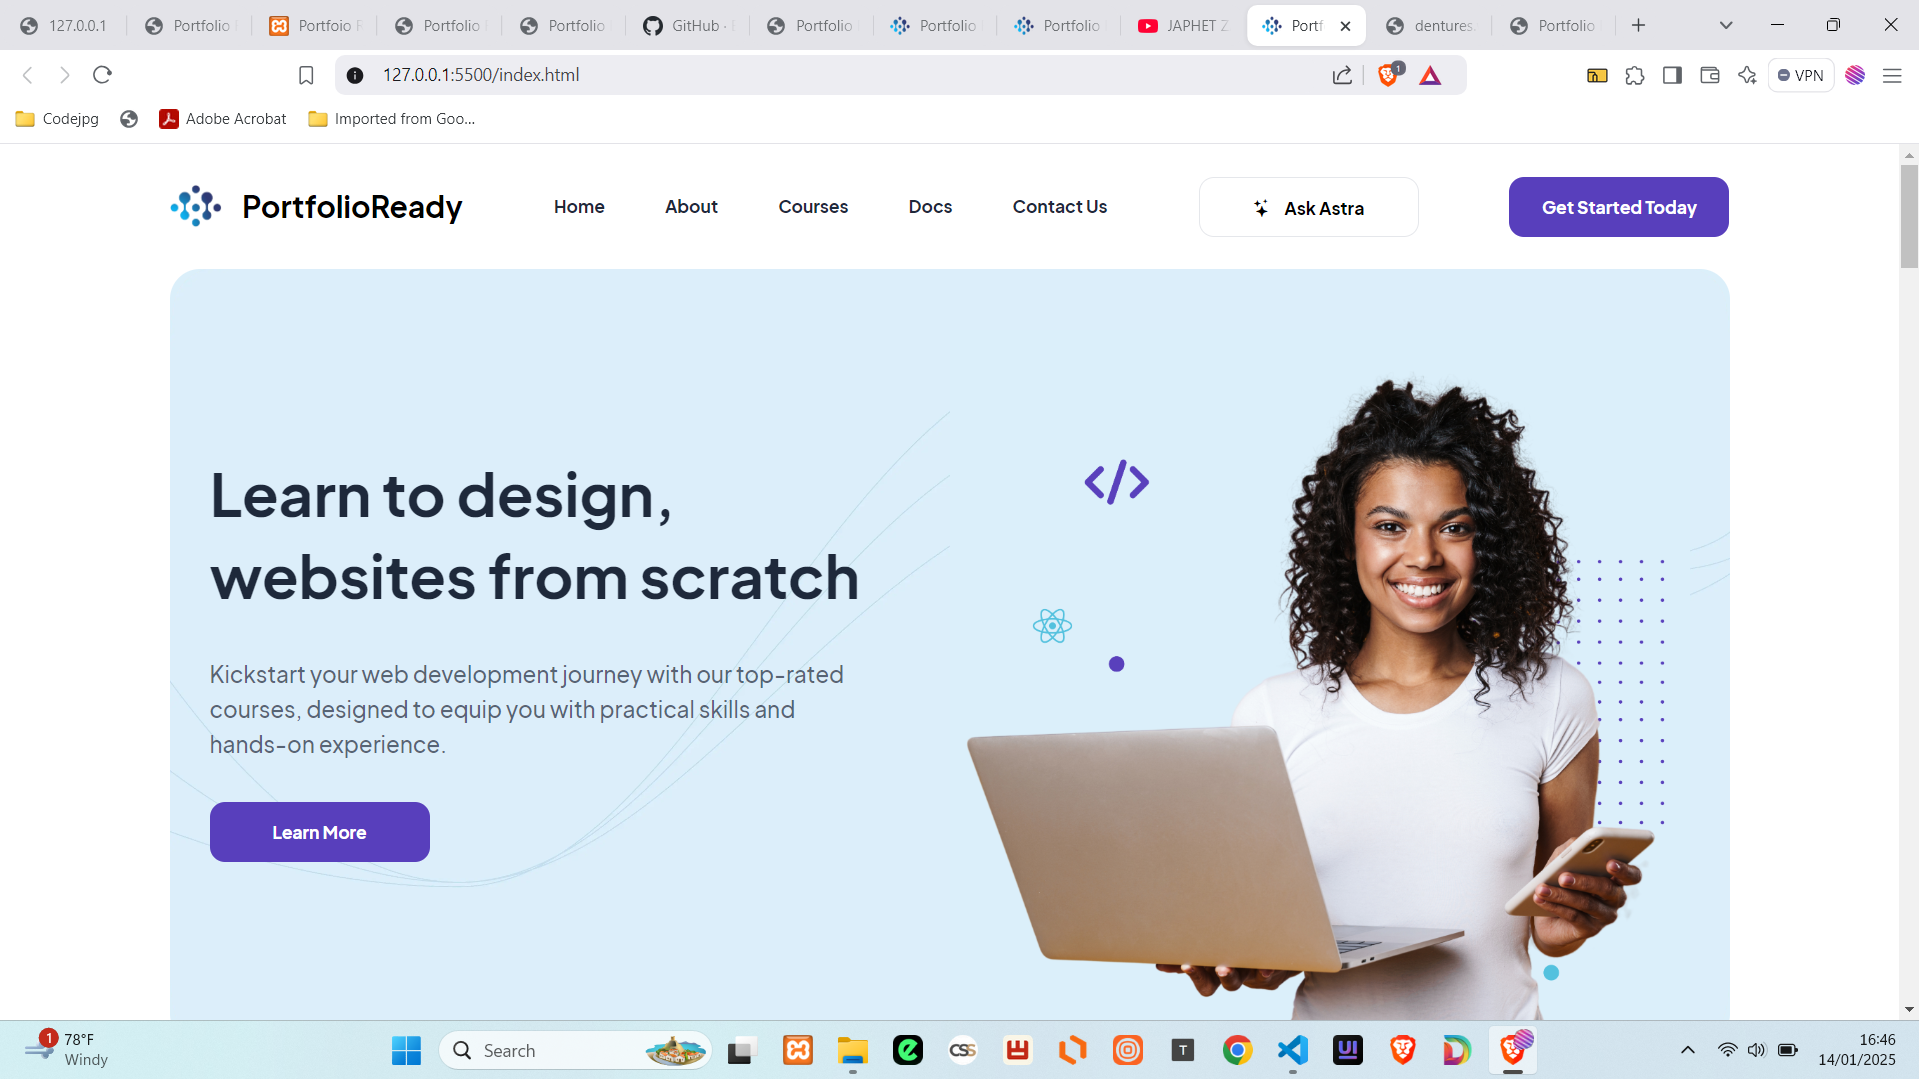 127.0.0.1
Portfolio
Portfoio R
Portfolio
Portfolio
GitHub ·
Portfolio
Portfolio
Portfolio
JAPHET Z
Portf
dentures.
Portfolio
127.0.0.1:5500/index.html
1
VPN
Codejpg
Adobe Acrobat
Imported from Goo...
PortfolioReady
Home
About
Courses
Docs
Contact Us
Ask Astra
Get Started Today
Learn to design,
websites from scratch
Kickstart your web development journey with our top-rated
courses, designed to equip you with practical skills and
hands-on experience.
Learn More
1
78°F
Windy
Search
CSS
T
UI
16:46
14/01/2025